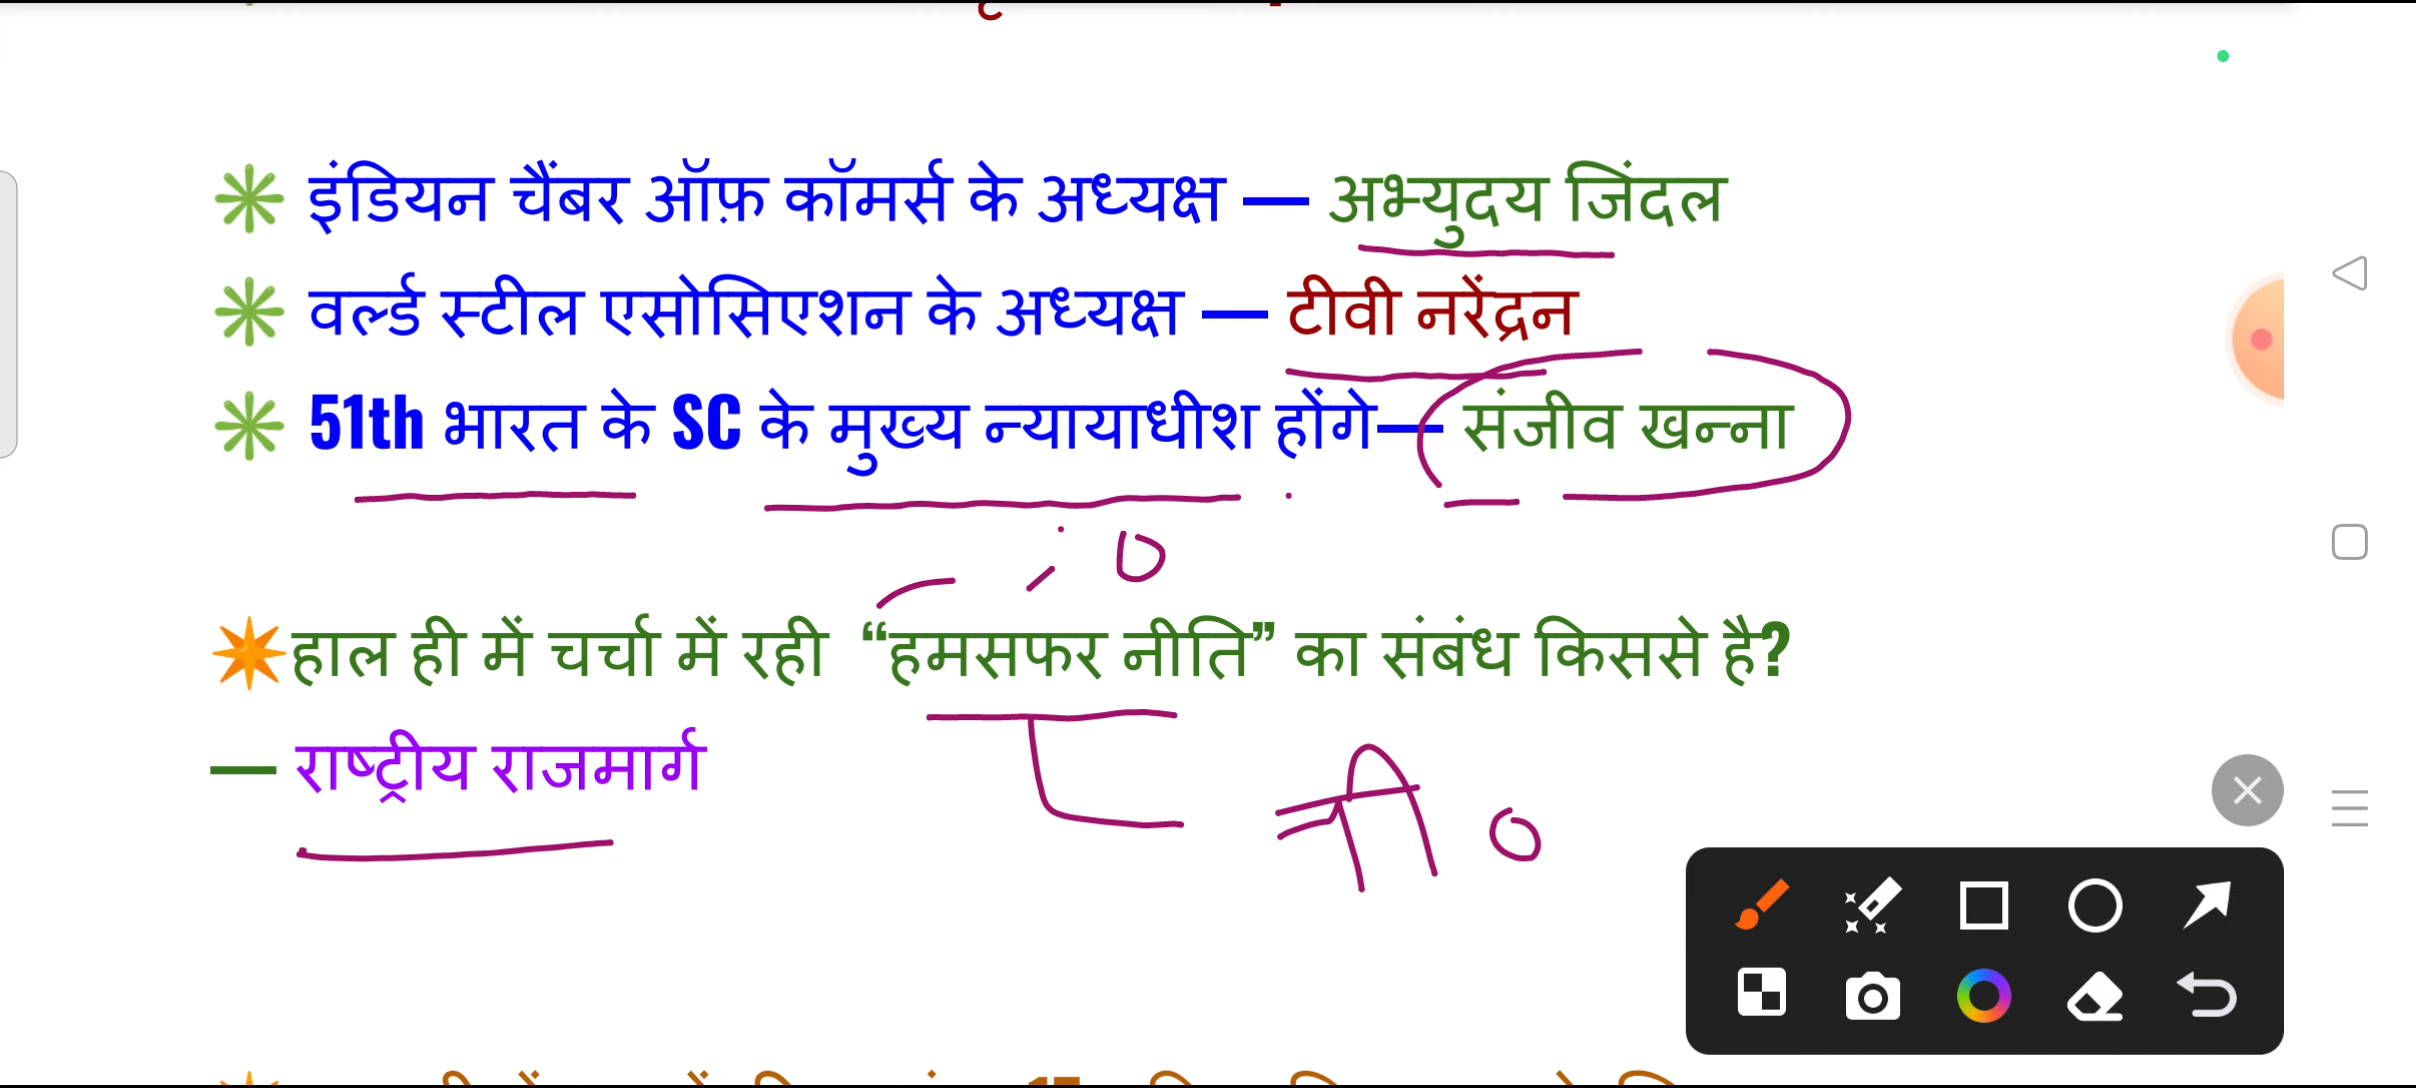 ✳️ इंडियन चैंबर ऑफ़ कॉमर्स के अध्यक्ष — अभ्युदय जिंदल
✳️ वर्ल्ड स्टील एसोसिएशन के अध्यक्ष — टीवी नरेंद्रन
✳️ 51th भारत के SC के मुख्य न्यायाधीश होंगे— संजीव खन्ना
हाल ही में चर्चा में रही “हमसफर नीति” का संबंध किससे है?
— राष्ट्रीय राजमार्ग